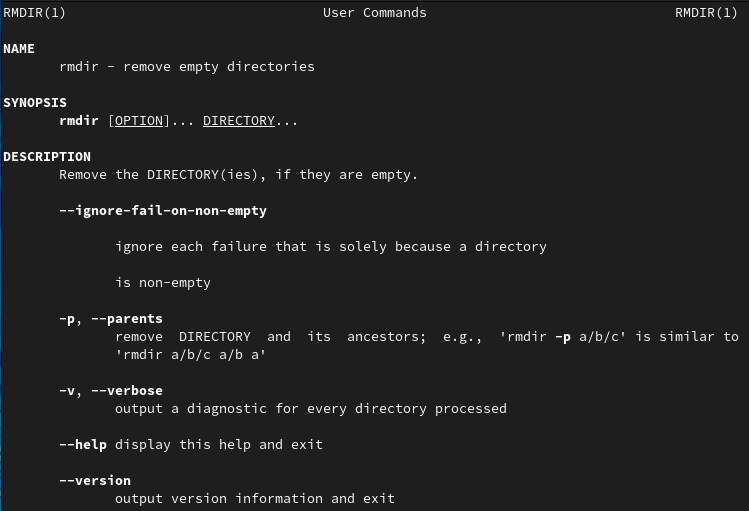 RMDIR(1) User Commands RMDIR(1)
NAME
rmdir - remove empty directories
SYNOPSIS
rmdir [OPTION]... DIRECTORY...
DESCRIPTION
Remove the DIRECTORY(ies), if they are empty.
--ignore-fail-on-non-empty
ignore each failure that is solely because a directory
is non-empty
-p, --parents
remove DIRECTORY and its ancestors; e.g., 'rmdir -p a/b/c' is similar to
'rmdir a/b/c a/b a'
-v, --verbose
output a diagnostic for every directory processed
--help display this help and exit
--version
output version information and exit